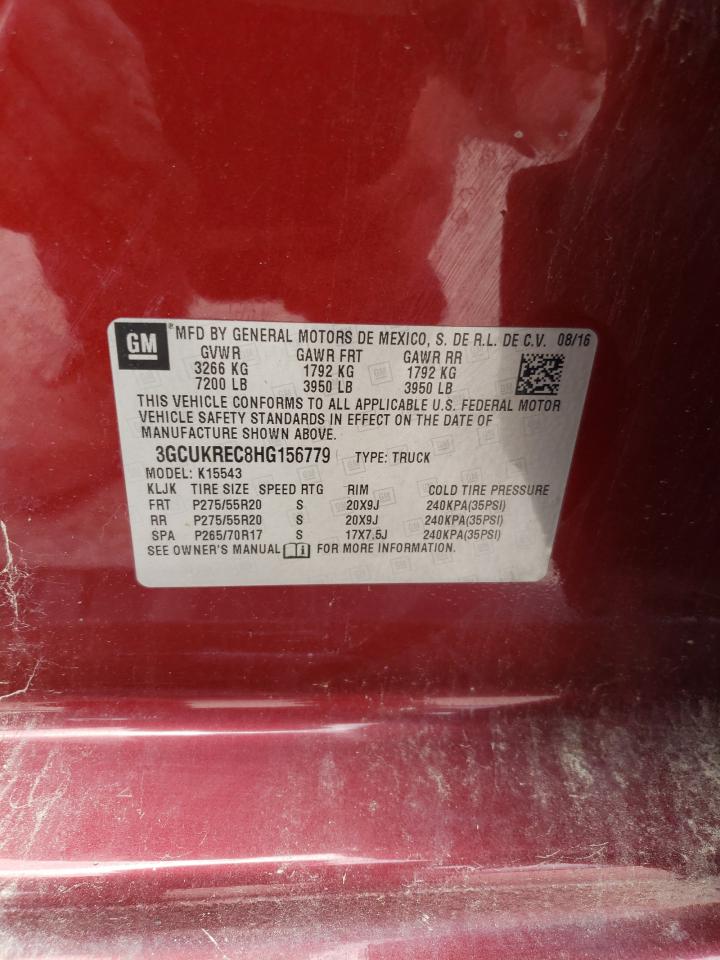 GM ® MFD BY GENERAL MOTORS DE MEXICO, S. DE R.L. DE C.V. 08/16
GVWR GAWR FRT GAWR RR
3266 KG 1792 KG 1792 KG
7200 LB 3950 LB 3950 LB
THIS VEHICLE CONFORMS TO ALL APPLICABLE U.S. FEDERAL MOTOR
VEHICLE SAFETY STANDARDS IN EFFECT ON THE DATE OF
MANUFACTURE SHOWN ABOVE.
3GCUKREC8HG156779 TYPE: TRUCK
MODEL: K15543
KLJK TIRE SIZE SPEED RTG RIM COLD TIRE PRESSURE
FRT P275/55R20 S 20X9J 240KPA(35PSI)
RR P275/55R20 S 20X9J 240KPA(35PSI)
SPA P265/70R17 S 17X7.5J 240KPA(35PSI)
SEE OWNER'S MANUAL i FOR MORE INFORMATION.